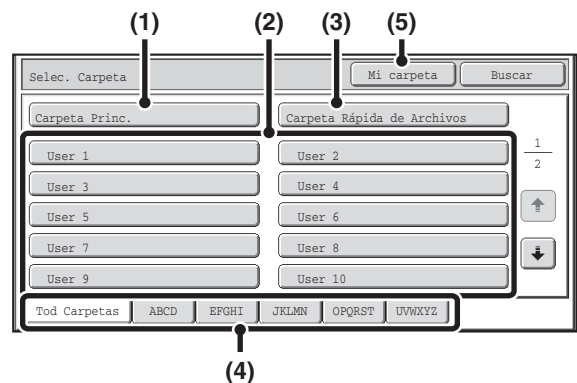 (1) (2) (3) (5)
Selec. Carpeta Mi carpeta Buscar
Carpeta Princ. Carpeta Rápida de Archivos
User 1 User 2
User 3 User 4
User 5 User 6
User 7 User 8
User 9 User 10
1
2
Tod Carpetas ABCD EFGHI JKLMN OPQRST UVWXYZ
(4)